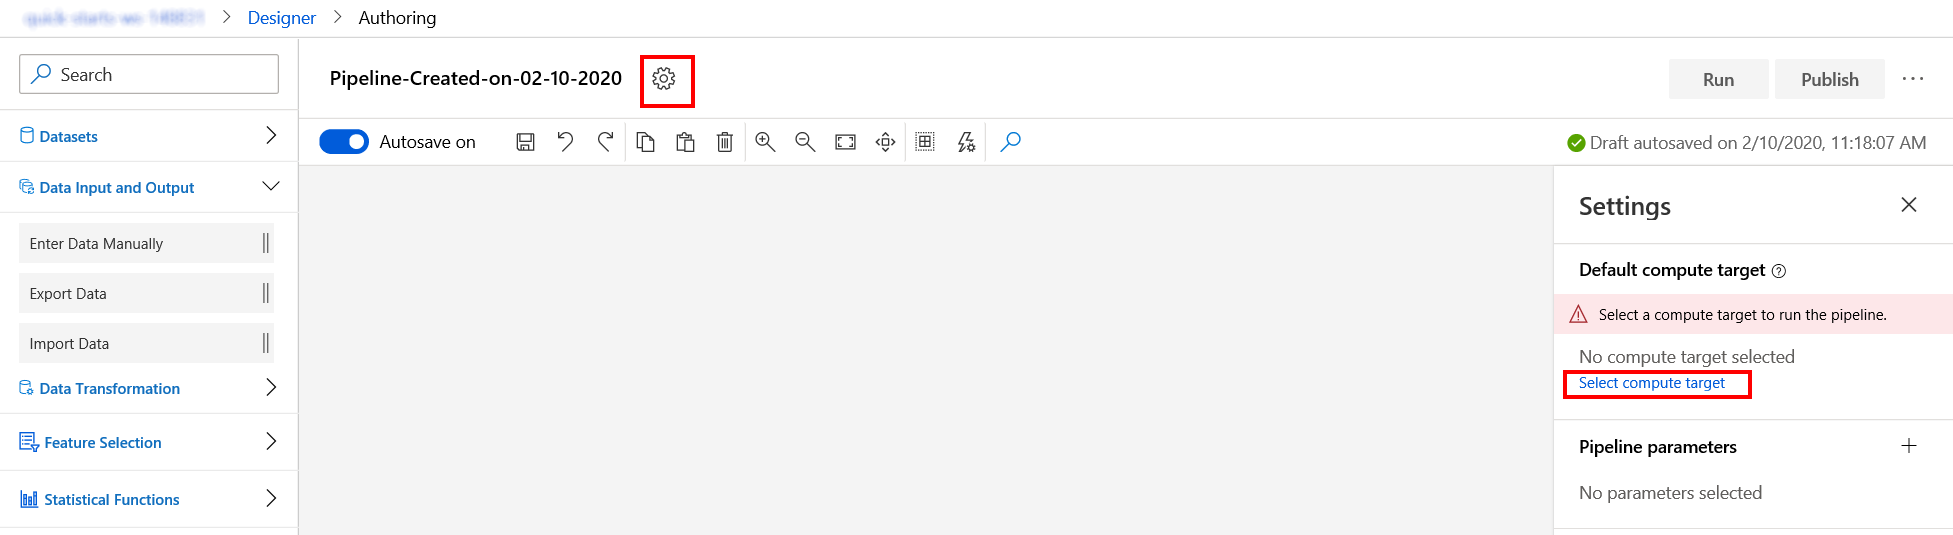 Designer > Authoring
Search
Pipeline-Created-on-02-10-2020
Run
Publish
Autosave on
Draft autosaved on 2/10/2020, 11:18:07 AM
Datasets
Data Input and Output
Enter Data Manually
Export Data
Import Data
Data Transformation
Feature Selection
Statistical Functions
Settings
Default compute target
Select a compute target to run the pipeline.
No compute target selected
Select compute target
Pipeline parameters
No parameters selected